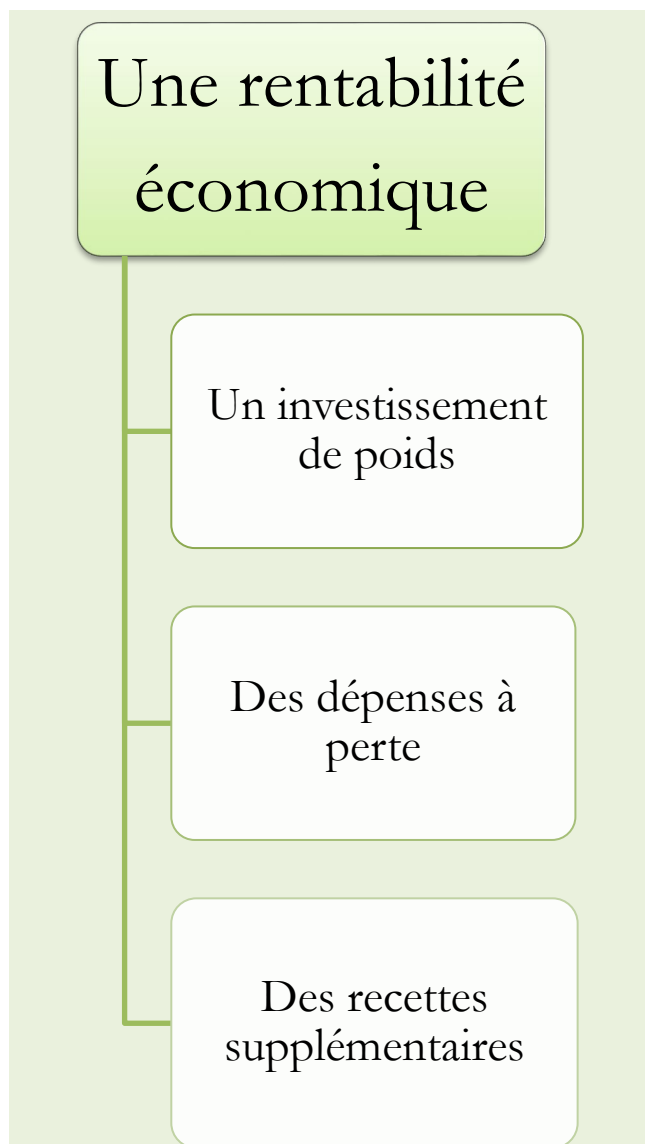 Une rentabilité
économique
Un investissement
de poids
Des dépenses à
perte
Des recettes
supplémentaires